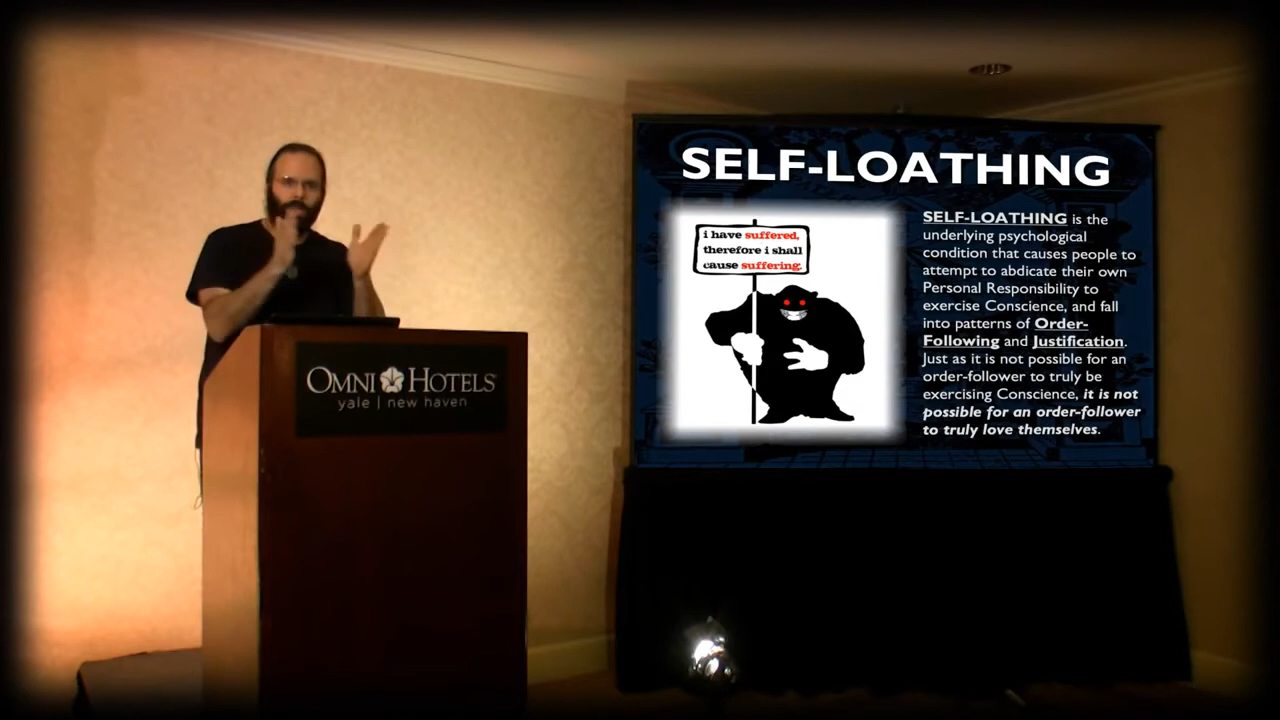 SELF-LOATHING
i have suffered,
therefore i shall
cause suffering.
SELF-LOATHING is the
underlying psychological
condition that causes people to
attempt to abdicate their own
Personal Responsibility to
exercise Conscience, and fall
into patterns of Order-
Following and Justification.
Just as it is not possible for an
order-follower to truly be
exercising Conscience, it is not
possible for an order-follower
to truly love themselves.
OMNI HOTELS
yale | new haven